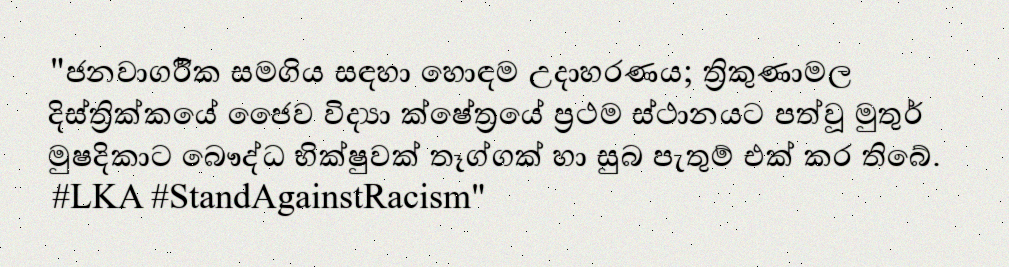 "ජනවාර්ගික සමගිය සඳහා හොඳම උදාහරණය; ත්‍රිකුණාමල
දිස්ත්‍රික්කයේ ජෛව විද්‍යා ක්ෂේත්‍රයේ ප්‍රථම ස්ථානයට පත්වූ මුතුර්
මුෂදිකාට බෞද්ධ භික්ෂුවක් තෑග්ගක් හා සුබ පැතුම් එක් කර තිබේ.
#LKA #StandAgainstRacism"